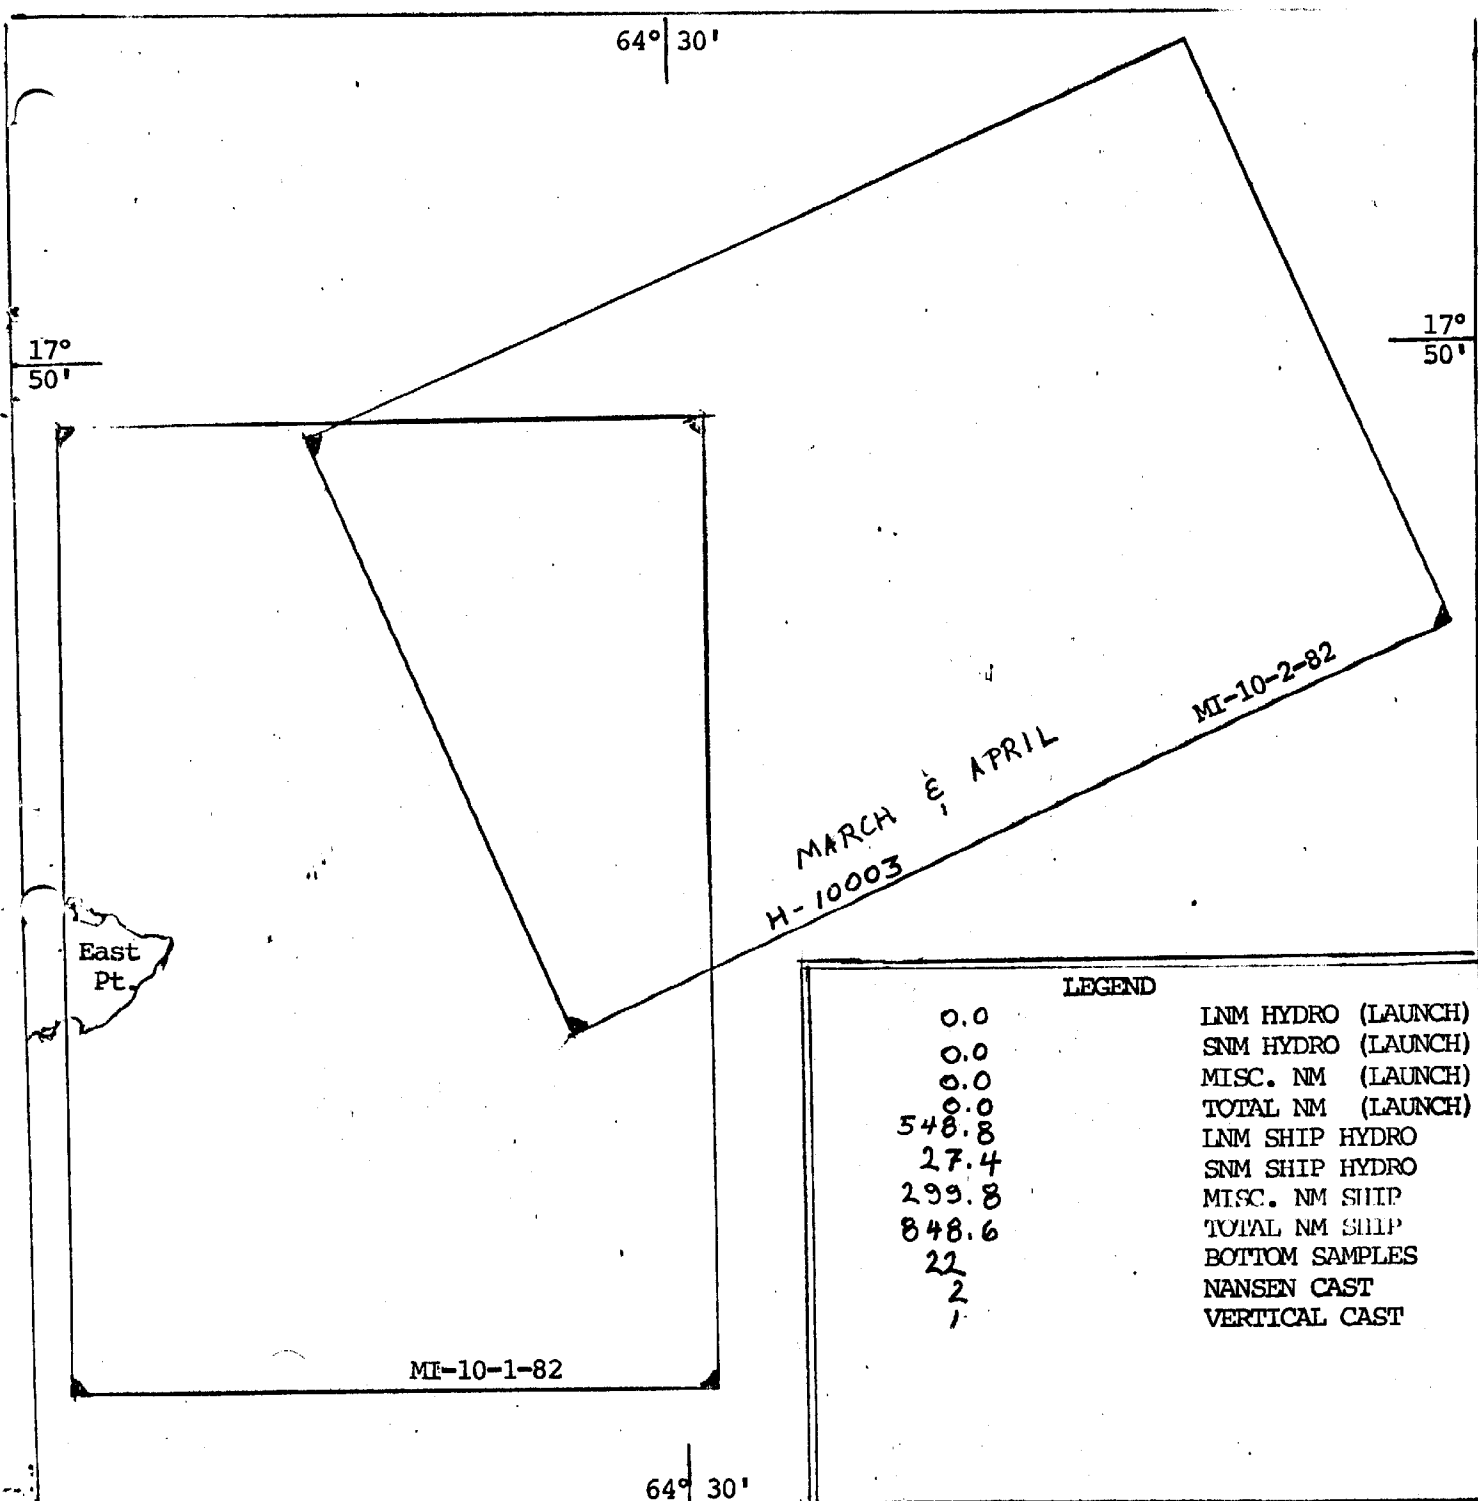 64° 30'
17°
50'
17°
50'
MI-10-2-82
MARCH & APRIL
H-10003
East
Pt.
LEGEND
0.0 LNM HYDRO (LAUNCH)
0.0 SNM HYDRO (LAUNCH)
0.0 MISC. NM (LAUNCH)
0.0 TOTAL NM (LAUNCH)
548.8 LNM SHIP HYDRO
27.4 SNM SHIP HYDRO
299.8 MISC. NM SHIP
848.6 TOTAL NM SHIP
22 BOTTOM SAMPLES
2 NANSEN CAST
1 VERTICAL CAST
MI-10-1-82
64° 30'